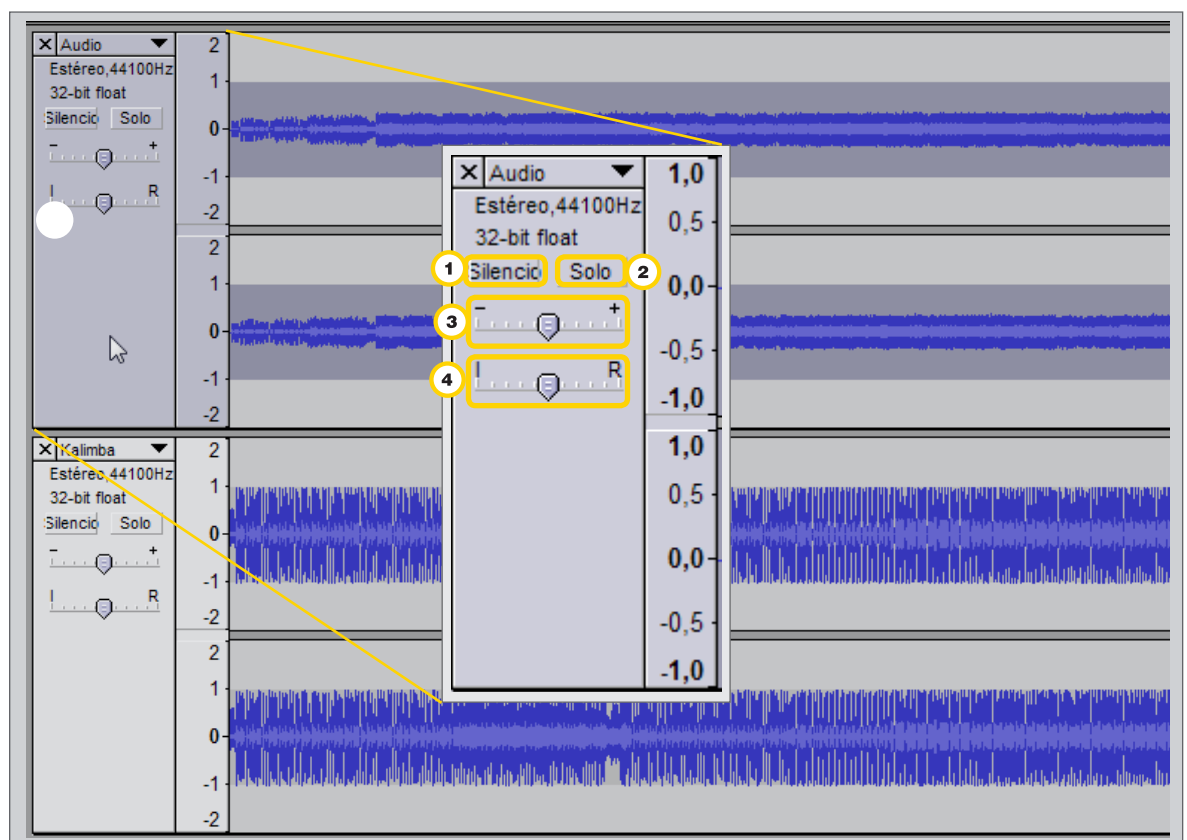 Audio
Estéreo,44100Hz
32-bit float
Silencio Solo
- +
I R
2
1
0
-1
-2
2
1
0
-1
-2
Audio
Estéreo,44100Hz
32-bit float
1 Silencio Solo 2
3 - +
4 I R
1,0
0,5
0,0
-0,5
-1,0
1,0
0,5
0,0
-0,5
-1,0
Kalimba
Estéreo,44100Hz
32-bit float
Silencio Solo
- +
I R
2
1
0
-1
-2
2
1
0
-1
-2